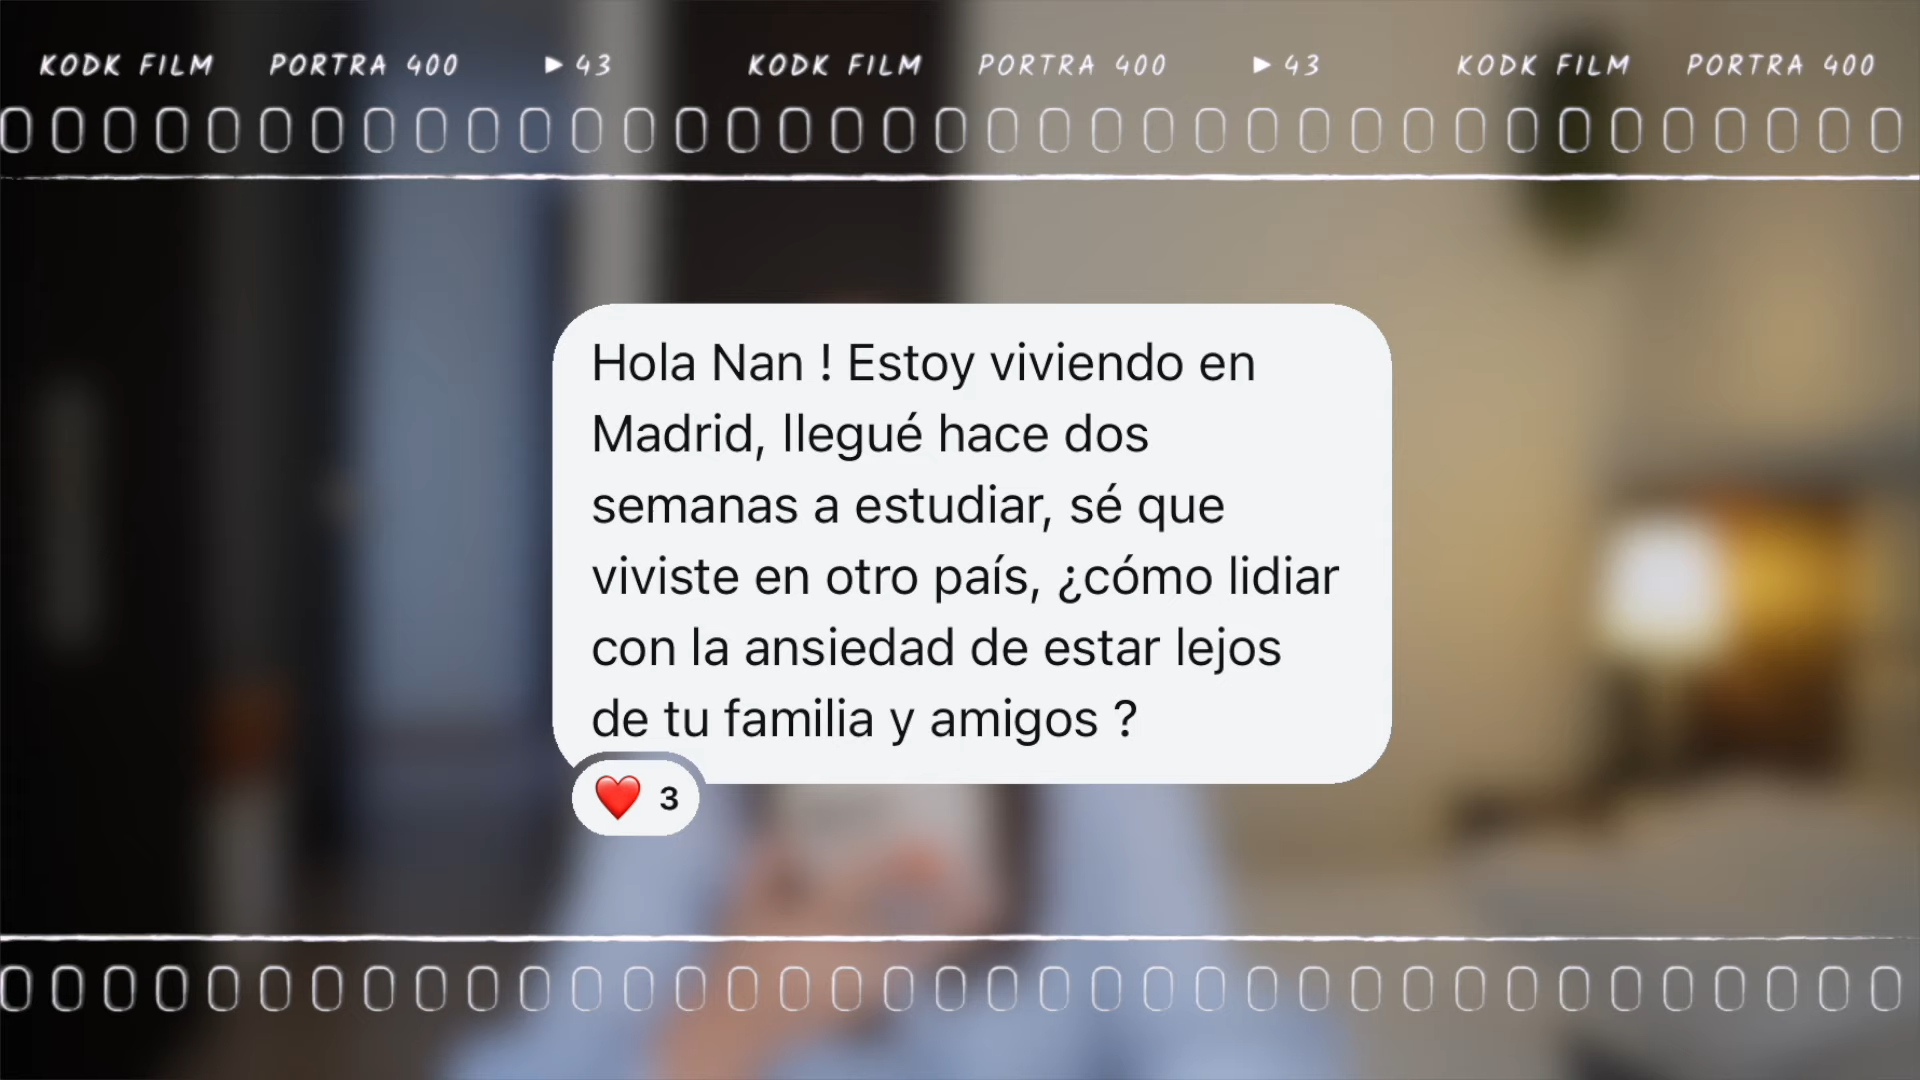 KODK FILM PORTRA 400 ▶43 KODK FILM PORTRA 400 ▶43 KODK FILM PORTRA 400
Hola Nan ! Estoy viviendo en
Madrid, llegué hace dos
semanas a estudiar, sé que
viviste en otro país, ¿cómo lidiar
con la ansiedad de estar lejos
de tu familia y amigos ?
❤️ 3